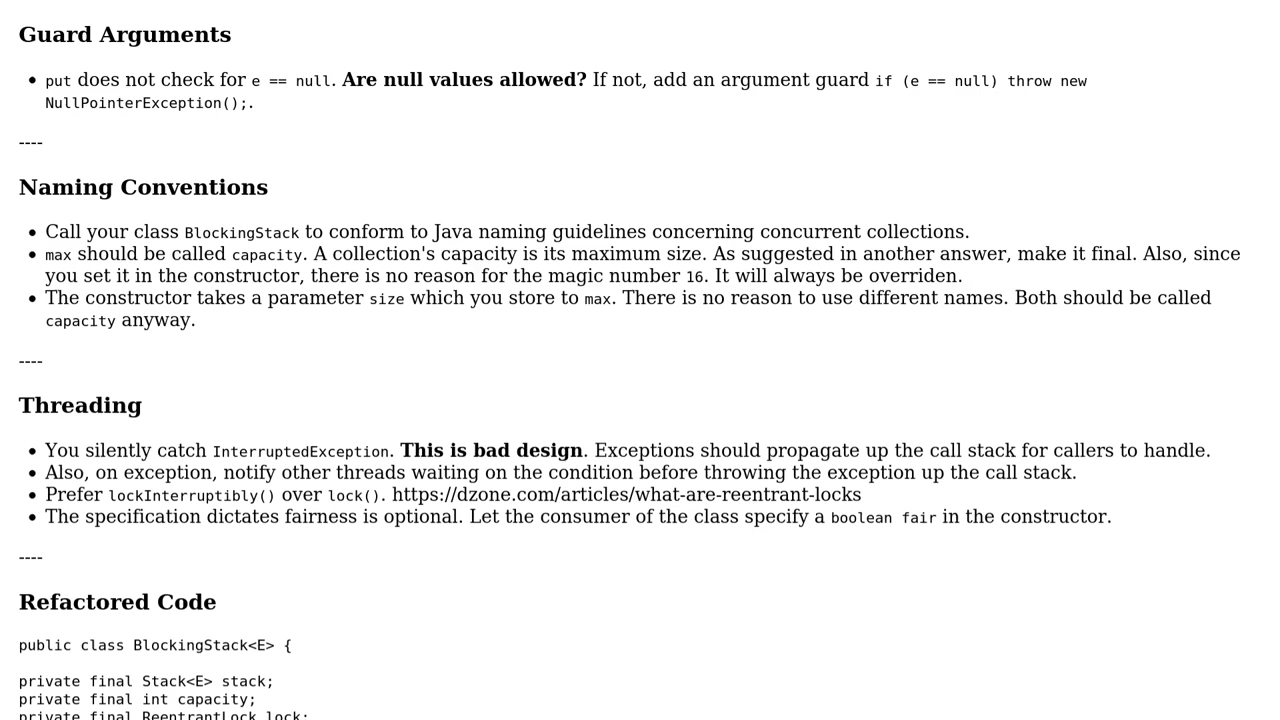 Guard Arguments
• put does not check for e == null. Are null values allowed? If not, add an argument guard if (e == null) throw new
NullPointerException();.
----
Naming Conventions
• Call your class BlockingStack to conform to Java naming guidelines concerning concurrent collections.
• max should be called capacity. A collection's capacity is its maximum size. As suggested in another answer, make it final. Also, since
you set it in the constructor, there is no reason for the magic number 16. It will always be overriden.
• The constructor takes a parameter size which you store to max. There is no reason to use different names. Both should be called
capacity anyway.
----
Threading
• You silently catch InterruptedException. This is bad design. Exceptions should propagate up the call stack for callers to handle.
• Also, on exception, notify other threads waiting on the condition before throwing the exception up the call stack.
• Prefer lockInterruptibly() over lock(). https://dzone.com/articles/what-are-reentrant-locks
• The specification dictates fairness is optional. Let the consumer of the class specify a boolean fair in the constructor.
----
Refactored Code
public class BlockingStack<E> {
private final Stack<E> stack;
private final int capacity;
private final ReentrantLock lock;